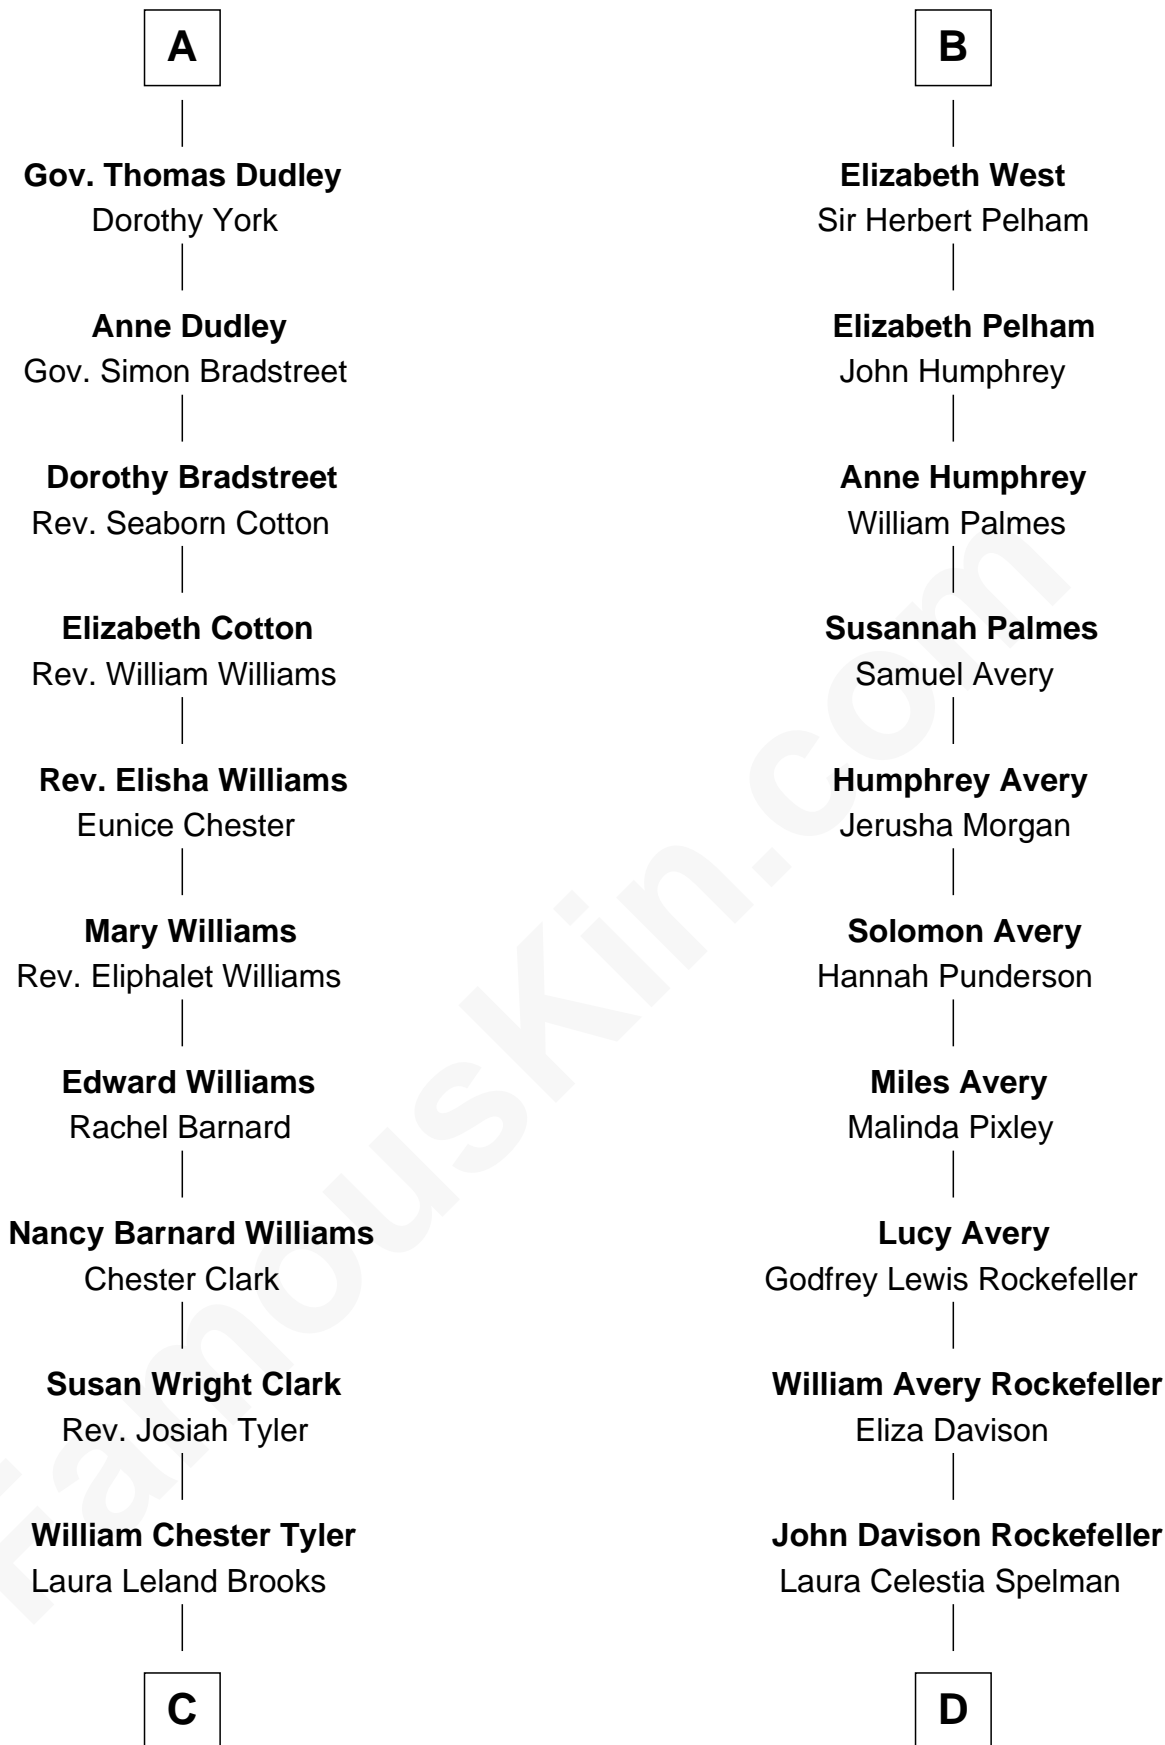 A
Gov. Thomas Dudley
Dorothy York
Anne Dudley
Gov. Simon Bradstreet
Dorothy Bradstreet
Rev. Seaborn Cotton
Elizabeth Cotton
Rev. William Williams
Rev. Elisha Williams
Eunice Chester
Mary Williams
Rev. Eliphalet Williams
Edward Williams
Rachel Barnard
Nancy Barnard Williams
Chester Clark
Susan Wright Clark
Rev. Josiah Tyler
William Chester Tyler
Laura Leland Brooks
C
B
Elizabeth West
Sir Herbert Pelham
Elizabeth Pelham
John Humphrey
Anne Humphrey
William Palmes
Susannah Palmes
Samuel Avery
Humphrey Avery
Jerusha Morgan
Solomon Avery
Hannah Punderson
Miles Avery
Malinda Pixley
Lucy Avery
Godfrey Lewis Rockefeller
William Avery Rockefeller
Eliza Davison
John Davison Rockefeller
Laura Celestia Spelman
D
FamousKin.com